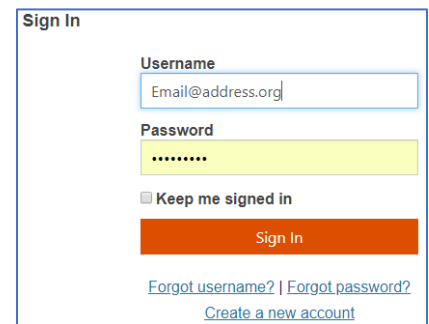 Sign In
Username
Email@address.org
Password
•••••••••
Keep me signed in
Sign In
Forgot username? | Forgot password?
Create a new account